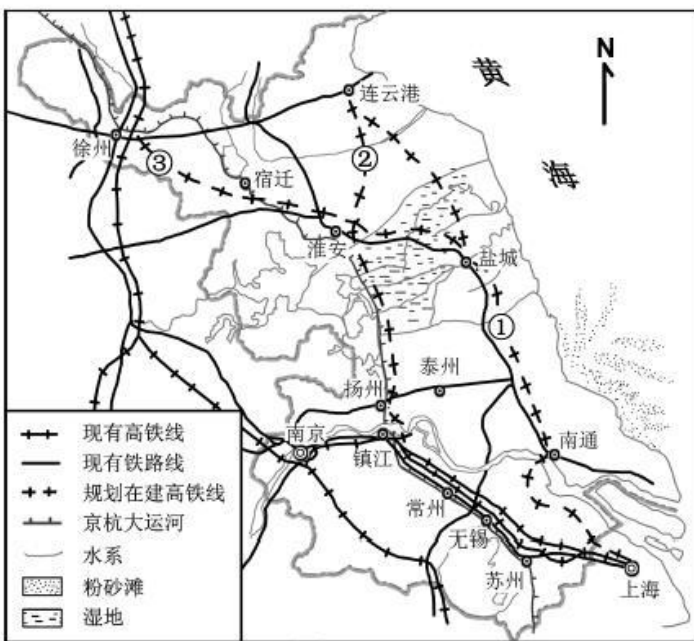 黄
海
N
连云港
徐州
③
②
宿迁
淮安
盐城
①
泰州
扬州
南京
镇江
南通
常州
无锡
苏州
上海
现有高铁线
现有铁路线
规划在建高铁线
京杭大运河
水系
粉砂滩
湿地